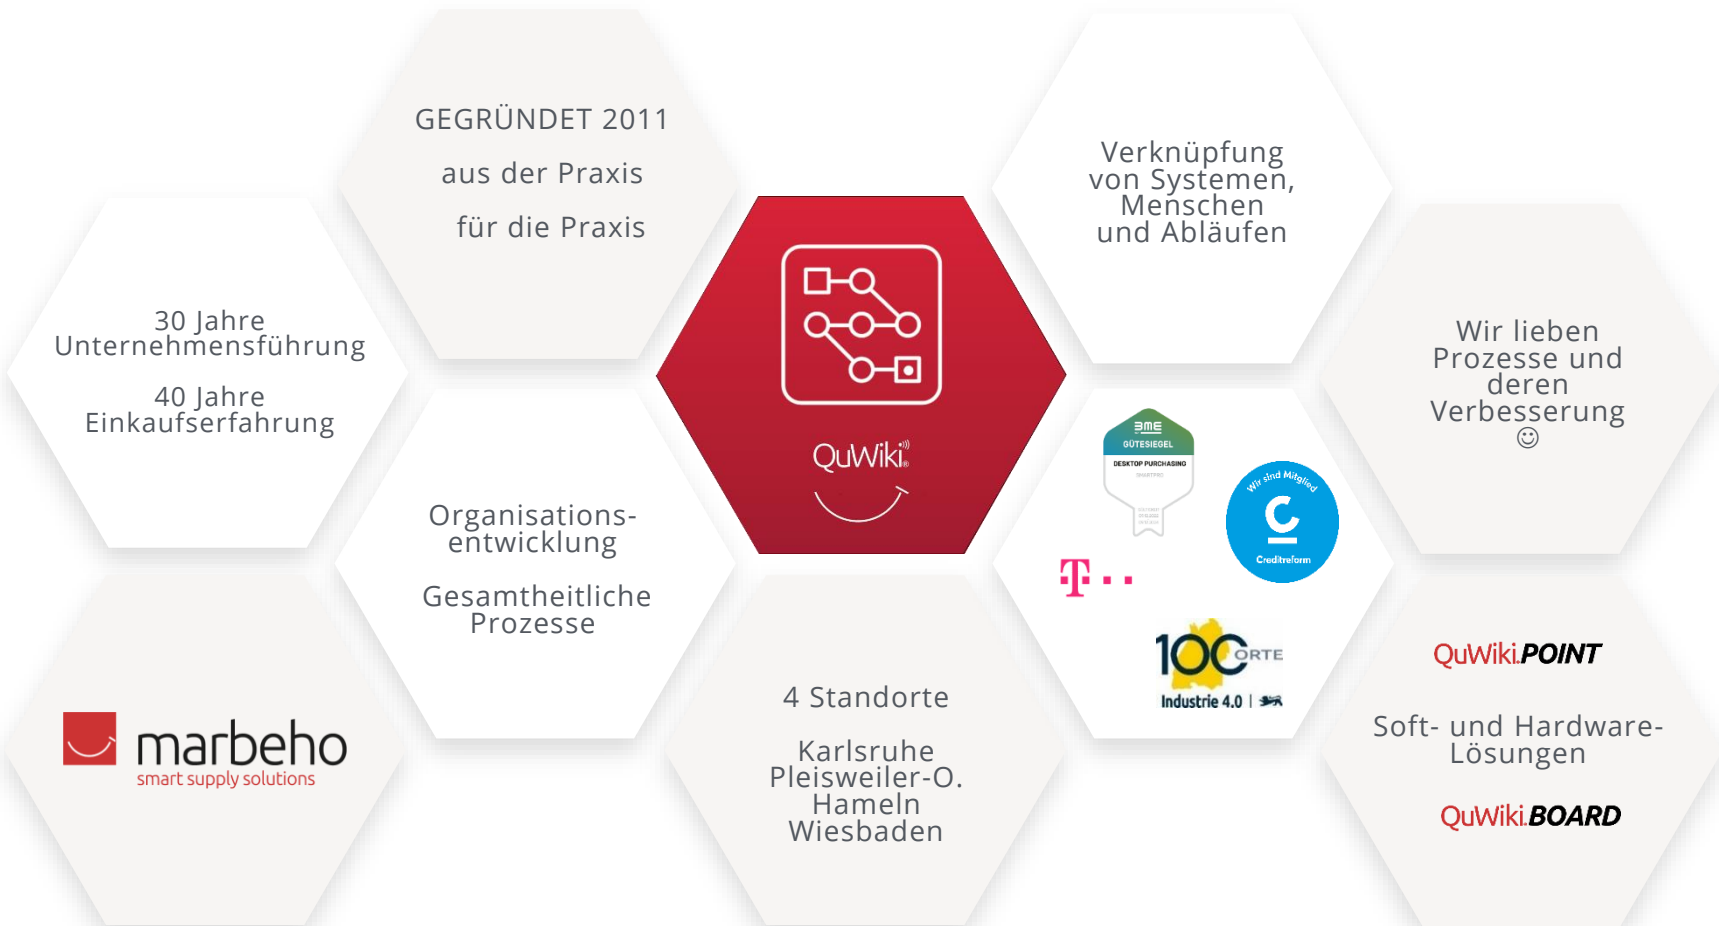 GEGRÜNDET 2011
aus der Praxis
für die Praxis
Verknüpfung
von Systemen,
Menschen
und Abläufen
30 Jahre
Unternehmensführung
40 Jahre
Einkaufserfahrung
QuWiki®
Wir lieben
Prozesse und
deren
Verbesserung
☺
Organisations-
entwicklung
Gesamtheitliche
Prozesse
BME
GÜTESIEGEL
DESKTOP PURCHASING
Wir sind Mitglied
Creditreform
T··
100 ORTE
Industrie 4.0 |
marbeho
smart supply solutions
4 Standorte
Karlsruhe
Pleisweiler-O.
Hameln
Wiesbaden
QuWiki.POINT
Soft- und Hardware-
Lösungen
QuWiki.BOARD